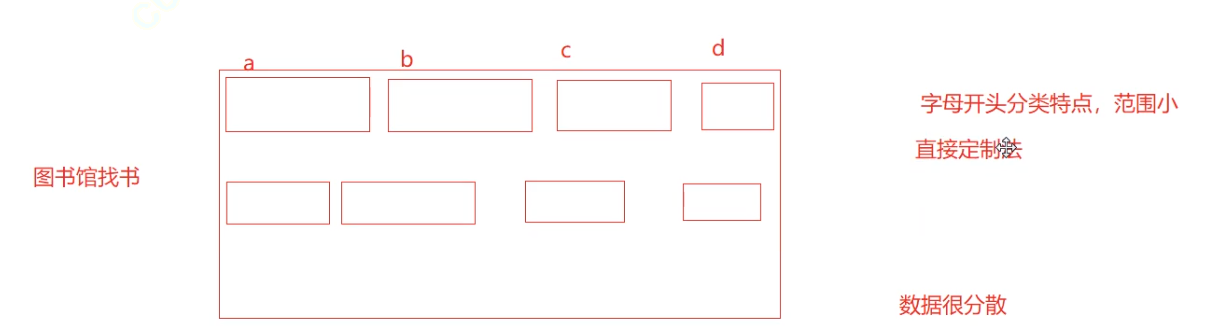 a
b
c
d
字母开头分类特点，范围小
直接定制法
图书馆找书
数据很分散